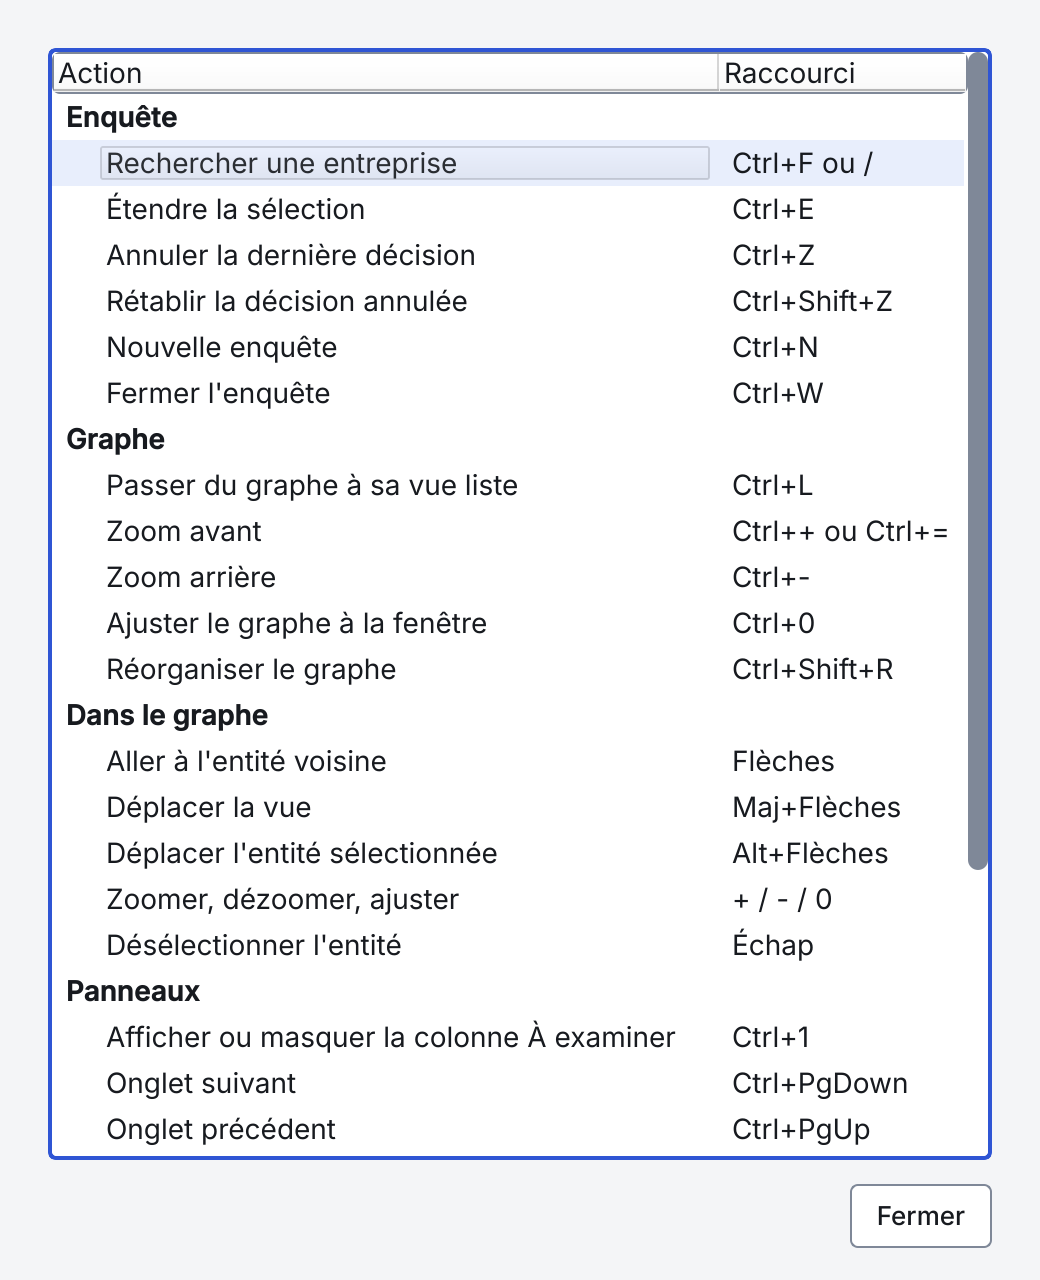 Action Raccourci
Enquête
Rechercher une entreprise Ctrl+F ou /
Étendre la sélection Ctrl+E
Annuler la dernière décision Ctrl+Z
Rétablir la décision annulée Ctrl+Shift+Z
Nouvelle enquête Ctrl+N
Fermer l'enquête Ctrl+W
Graphe
Passer du graphe à sa vue liste Ctrl+L
Zoom avant Ctrl++ ou Ctrl+=
Zoom arrière Ctrl+-
Ajuster le graphe à la fenêtre Ctrl+0
Réorganiser le graphe Ctrl+Shift+R
Dans le graphe
Aller à l'entité voisine Flèches
Déplacer la vue Maj+Flèches
Déplacer l'entité sélectionnée Alt+Flèches
Zoomer, dézoomer, ajuster + / - / 0
Désélectionner l'entité Échap
Panneaux
Afficher ou masquer la colonne À examiner Ctrl+1
Onglet suivant Ctrl+PgDown
Onglet précédent Ctrl+PgUp
Fermer